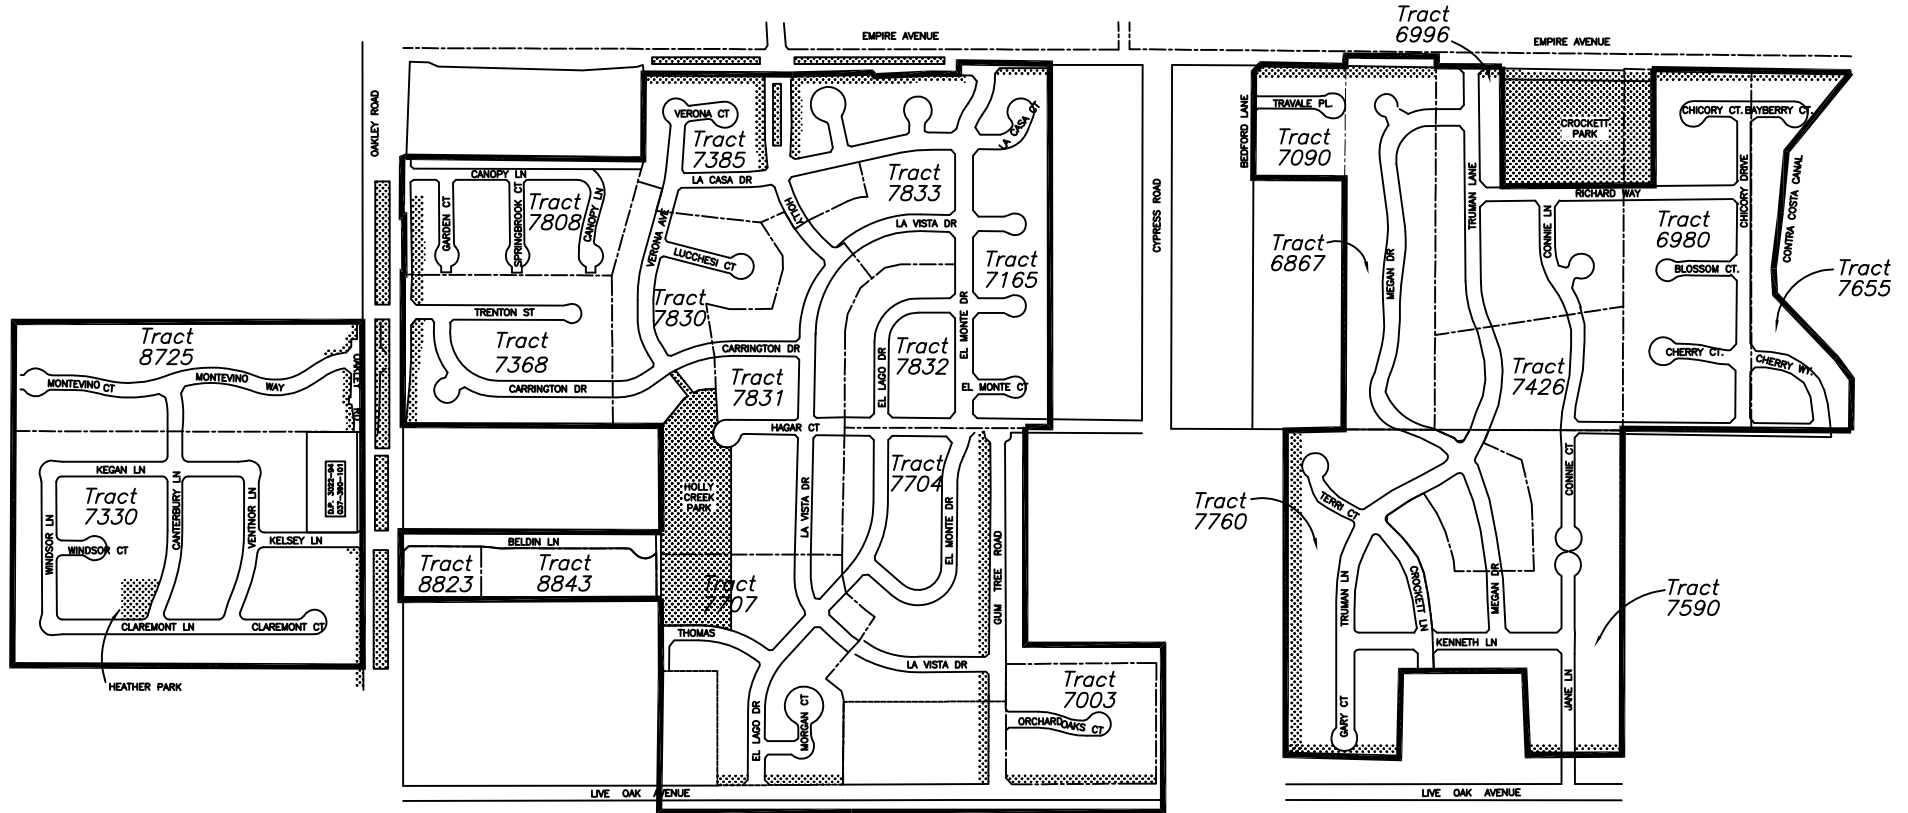 Tract
6996
EMPIRE AVENUE
EMPIRE AVENUE
OAKLEY ROAD
VERONA CT
Tract
7385
LA CASA CT
LA CASA DR
HOLLY
Tract
7833
LA VISTA DR
CANOPY LN
GARDEN CT
SPRINGBROOK CT
Tract
7808
CANOPY LN
VERONA AVE
LUCCHESI CT
Tract
7830
Tract
7165
TRENTON ST
Tract
7368
CARRINGTON DR
CARRINGTON DR
Tract
7831
EL LAGO DR
Tract
7832
EL MONTE DR
EL MONTE CT
HAGAR CT
CYPRESS ROAD
BEDFORD LANE
TRAVALE PL.
Tract
7090
CROCKETT
PARK
CHICORY CT.
BAYBERRY CT.
TRUMAN LANE
RICHARD WAY
CHICORY DRIVE
CONTRA COSTA CANAL
Tract
6867
MEGAN DR
CONNIE LN
Tract
6980
BLOSSOM CT.
Tract
7655
CHERRY CT.
CHERRY WY.
Tract
7426
Tract
8725
OAKLEY RD
MONTEVINO CT
MONTEVINO WAY
KEGAN LN
Tract
7330
WINDSOR LN
WINDSOR CT
CANTERBURY LN
VENTNOR LN
D.P. 3022-94
037-390-101
KELSEY LN
CLAREMONT LN
CLAREMONT CT
HEATHER PARK
HOLLY
CREEK
PARK
LA VISTA DR
Tract
7704
EL MONTE DR
GUM TREE ROAD
BELDIN LN
Tract
8823
Tract
8843
Tract
7707
THOMAS
LA VISTA DR
EL LAGO DR
MORGAN CT
Tract
7003
ORCHARD OAKS CT
LIVE OAK AVENUE
Tract
7760
TERRI CT
CONNIE CT
TRUMAN LN
CROCKETT LN
MEGAN DR
Tract
7590
KENNETH LN
GARY CT
JANE LN
LIVE OAK AVENUE